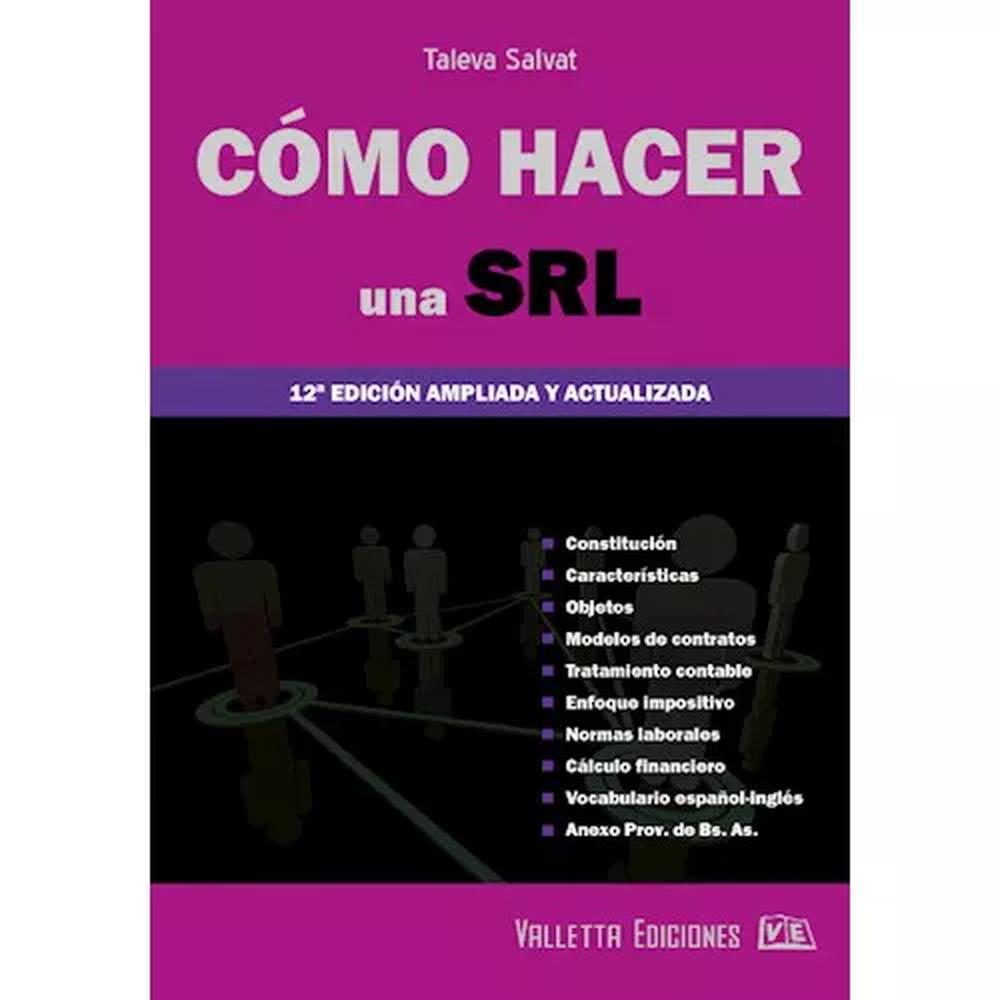 Taleva Salvat
CÓMO HACER
una SRL
12ª EDICIÓN AMPLIADA Y ACTUALIZADA
Constitución
Características
Objetos
Modelos de contratos
Tratamiento contable
Enfoque impositivo
Normas laborales
Cálculo financiero
Vocabulario español-inglés
Anexo Prov. de Bs. As.
VALLETTA EDICIONES VE